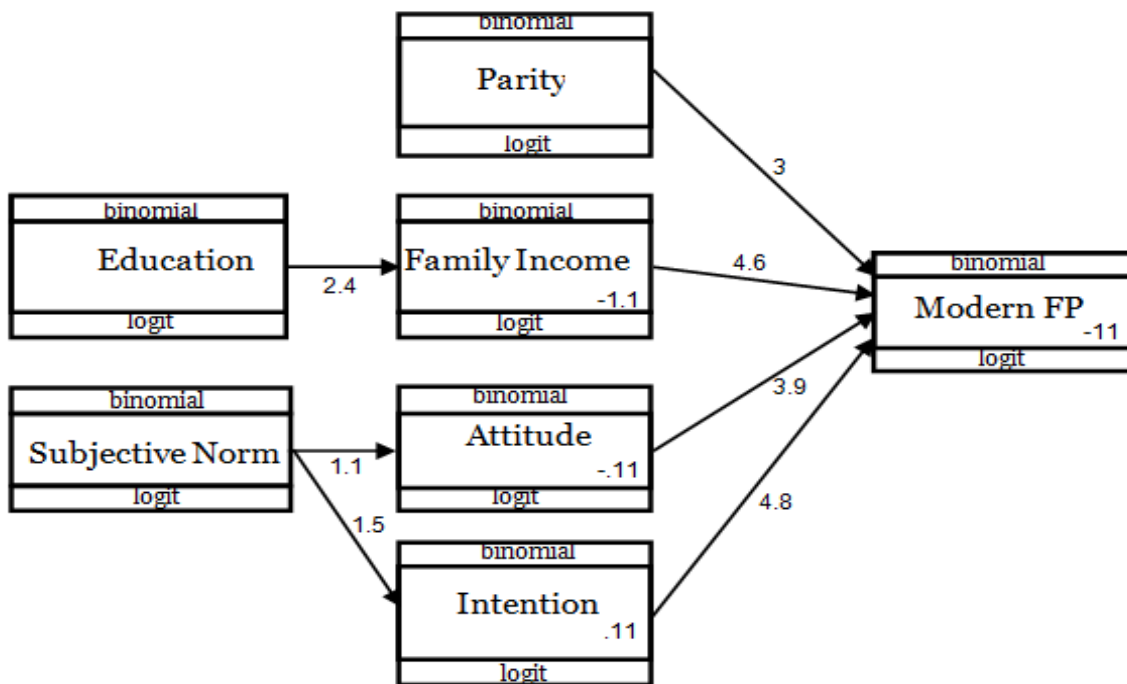 binomial
Parity
logit
3
binomial
Education
logit
2.4
binomial
Family Income
-1.1
logit
4.6
binomial
Modern FP
-11
logit
binomial
Subjective Norm
logit
1.1
1.5
binomial
Attitude
-.11
logit
3.9
binomial
Intention
.11
logit
4.8